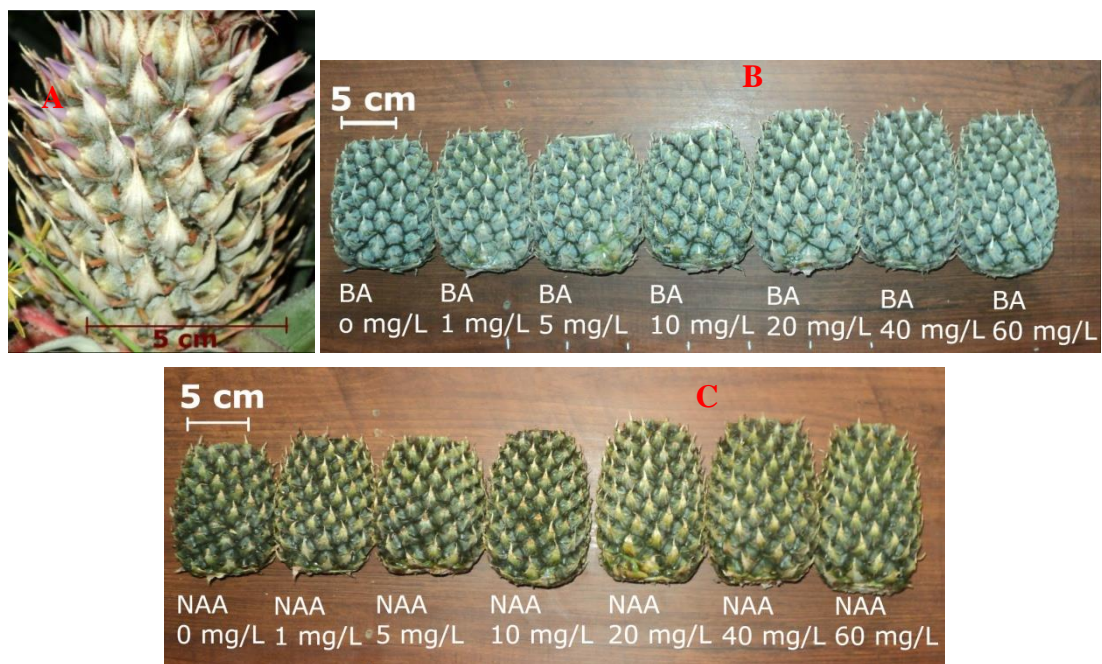 A
5 cm
5 cm
B
BA
o mg/L
BA
1 mg/L
BA
5 mg/L
BA
10 mg/L
BA
20 mg/L
BA
40 mg/L
BA
60 mg/L
5 cm
C
NAA
0 mg/L
NAA
1 mg/L
NAA
5 mg/L
NAA
10 mg/L
NAA
20 mg/L
NAA
40 mg/L
NAA
60 mg/L